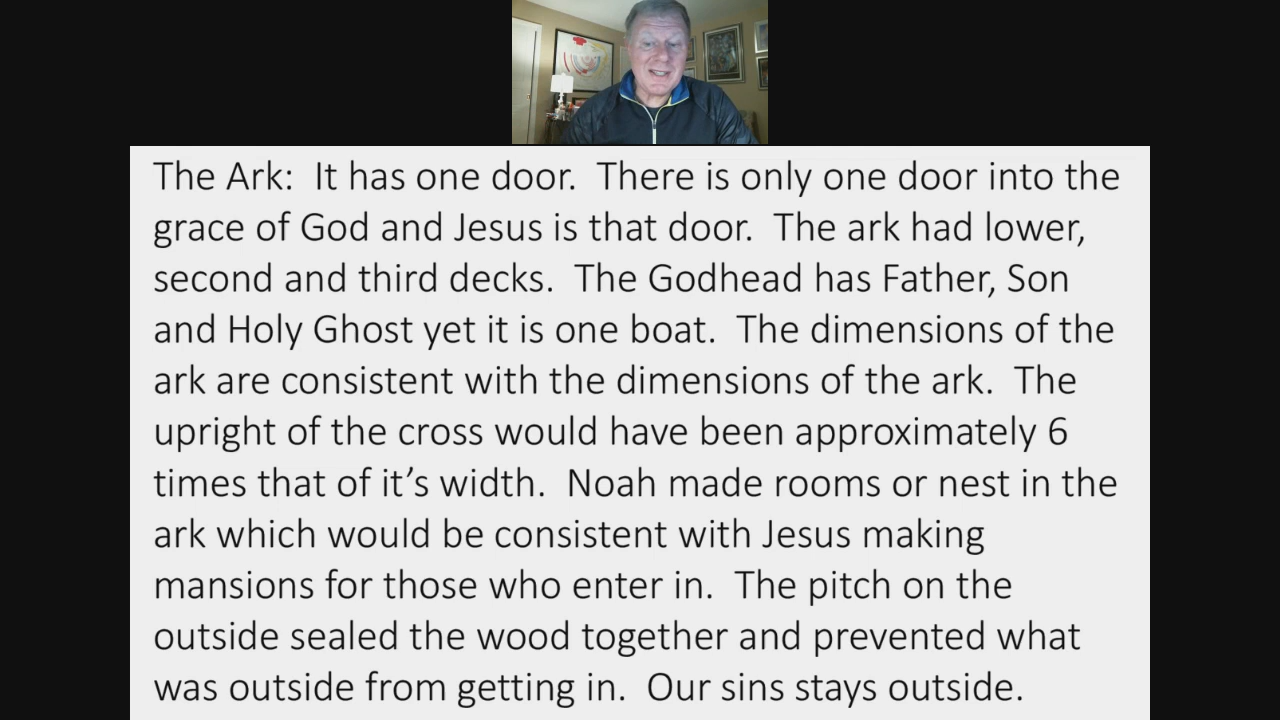 The Ark:  It has one door.  There is only one door into the
grace of God and Jesus is that door.  The ark had lower,
second and third decks.  The Godhead has Father, Son
and Holy Ghost yet it is one boat.  The dimensions of the
ark are consistent with the dimensions of the ark.  The
upright of the cross would have been approximately 6
times that of it’s width.  Noah made rooms or nest in the
ark which would be consistent with Jesus making
mansions for those who enter in.  The pitch on the
outside sealed the wood together and prevented what
was outside from getting in.  Our sins stays outside.